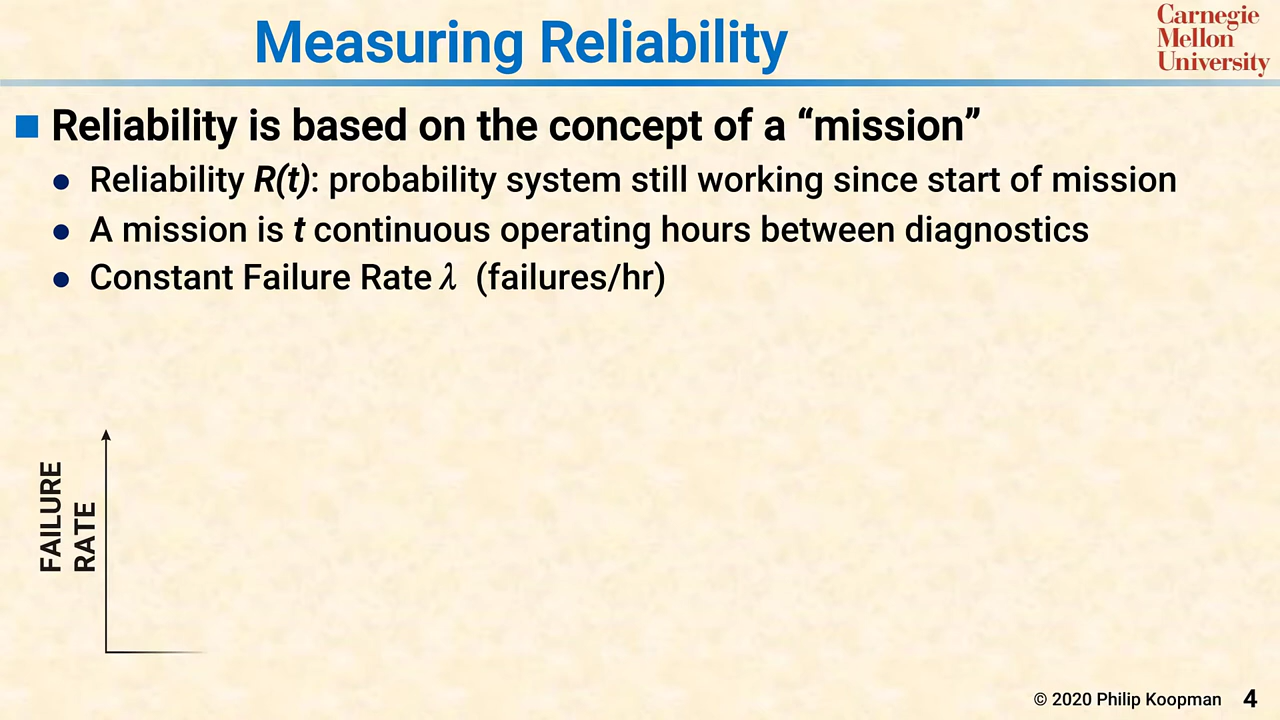 Measuring Reliability
Carnegie
Mellon
University
Reliability is based on the concept of a “mission”
Reliability R(t): probability system still working since start of mission
A mission is t continuous operating hours between diagnostics
Constant Failure Rate λ (failures/hr)
FAILURE
RATE
© 2020 Philip Koopman 4